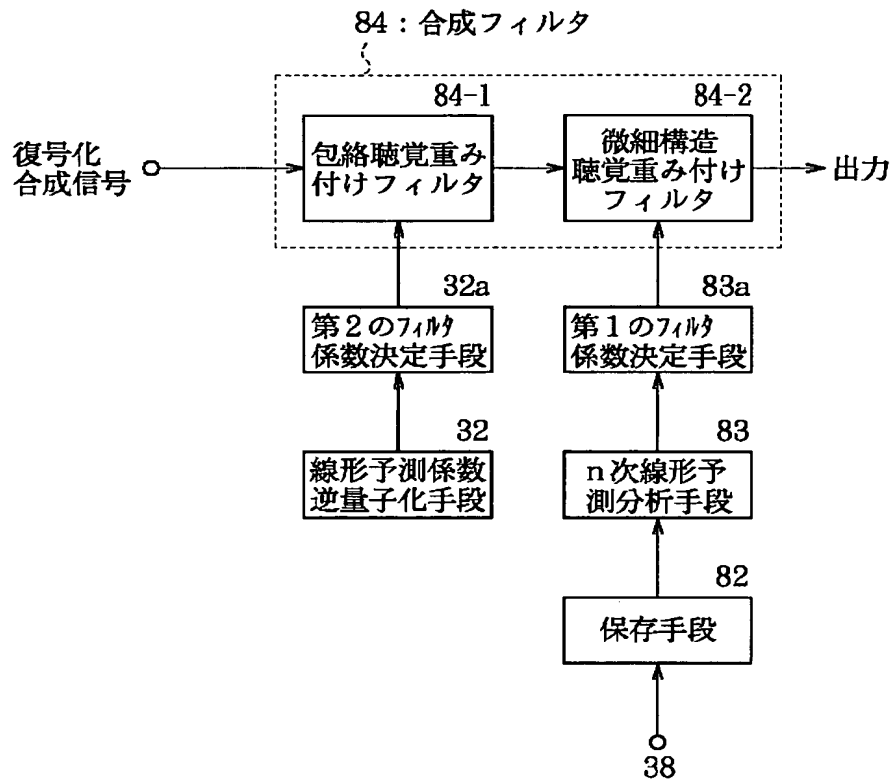 84：合成フィルタ
84-1
84-2
復号化
合成信号
包絡聴覚重み
付けフィルタ
微細構造
聴覚重み付け
フィルタ
出力
32a
83a
第2のフィルタ
係数決定手段
第1のフィルタ
係数決定手段
32
83
線形予測係数
逆量子化手段
n次線形予
測分析手段
82
保存手段
38